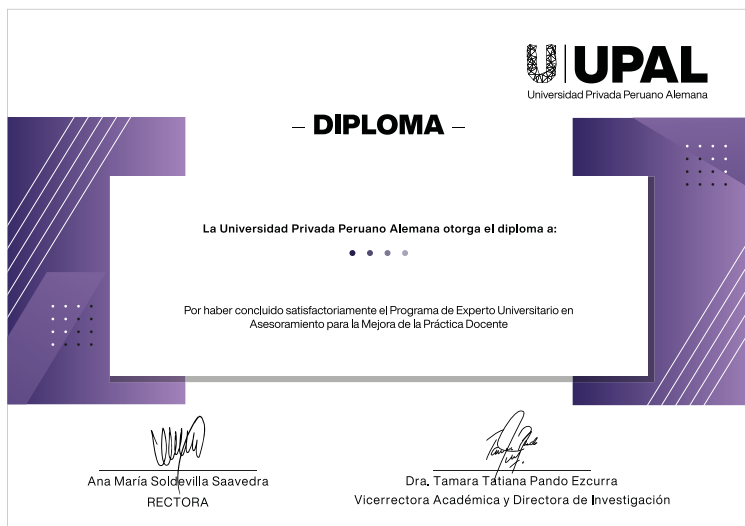 UPAL
Universidad Privada Peruano Alemana
– DIPLOMA –
La Universidad Privada Peruano Alemana otorga el diploma a:
Por haber concluido satisfactoriamente el Programa de Experto Universitario en
Asesoramiento para la Mejora de la Práctica Docente
Ana María Soldevilla Saavedra
RECTORA
Dra. Tamara Tatiana Pando Ezcurra
Vicerrectora Académica y Directora de Investigación